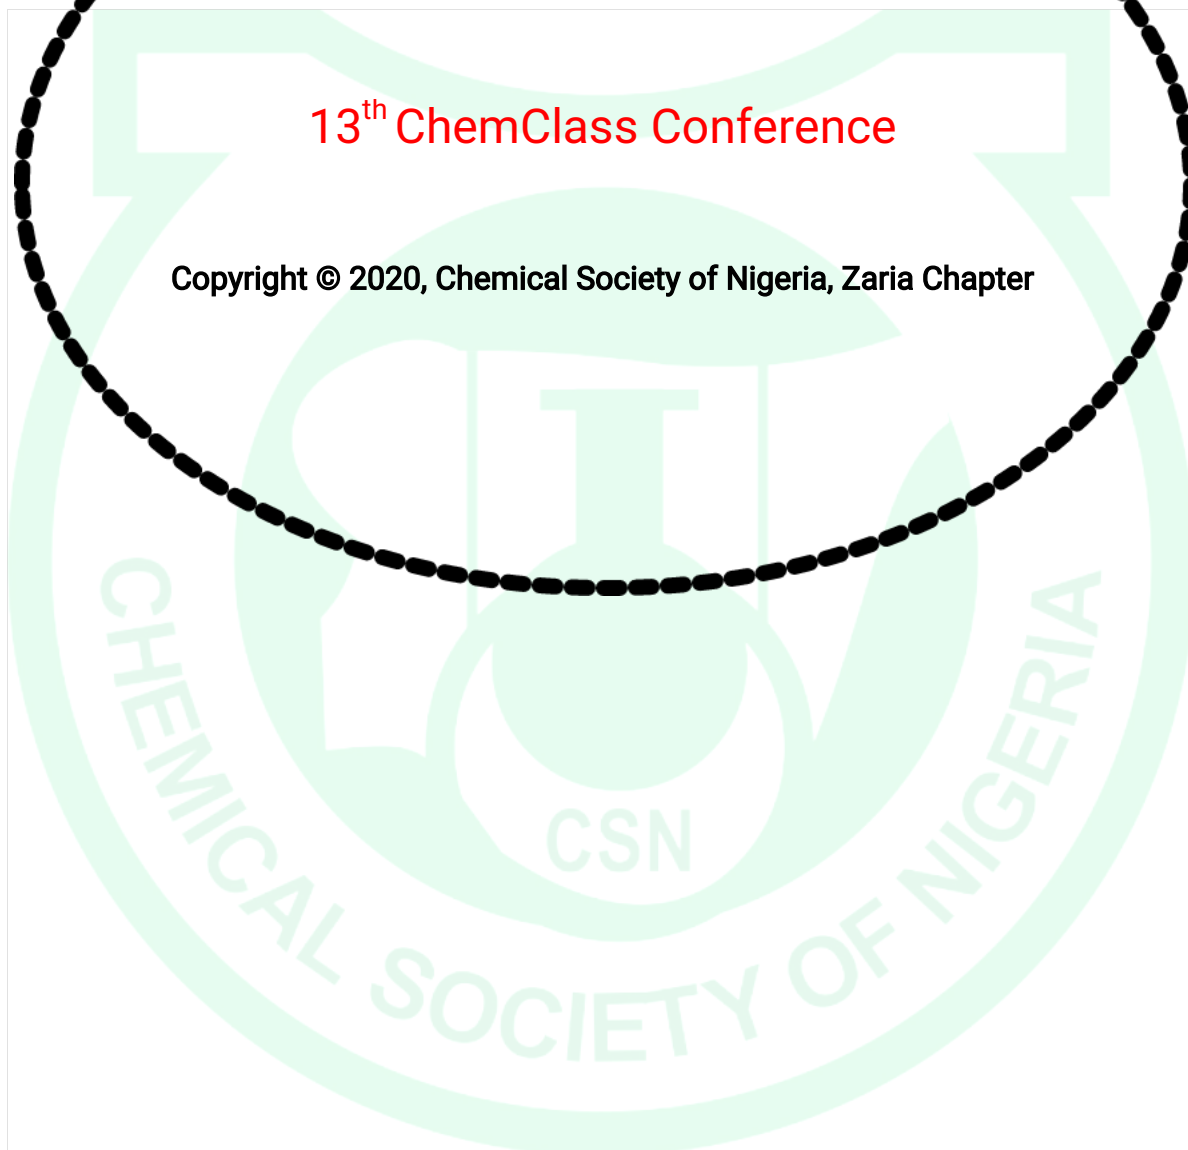 13th ChemClass Conference
Copyright © 2020, Chemical Society of Nigeria, Zaria Chapter
CSN
CHEMICAL SOCIETY OF NIGERIA